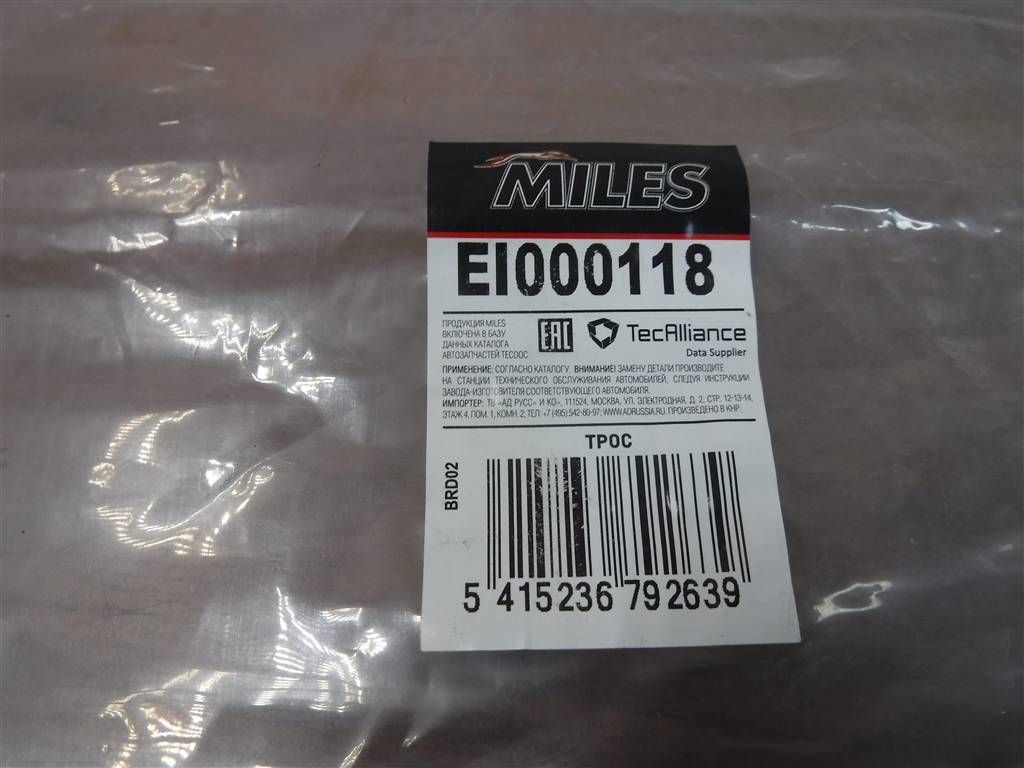 MILES
EI000118
ПРОДУКЦИЯ MILES
ВКЛЮЧЕНА В БАЗУ
ДАННЫХ КАТАЛОГА
АВТОЗАПЧАСТЕЙ TECDOC
EAC
TecAlliance
Data Supplier
ПРИМЕНЕНИЕ: СОГЛАСНО КАТАЛОГУ. ВНИМАНИЕ! ЗАМЕНУ ДЕТАЛИ ПРОИЗВОДИТЕ
НА СТАНЦИИ ТЕХНИЧЕСКОГО ОБСЛУЖИВАНИЯ АВТОМОБИЛЕЙ, СЛЕДУЯ ИНСТРУКЦИИ
ЗАВОДА-ИЗГОТОВИТЕЛЯ СООТВЕТСТВУЮЩЕГО АВТОМОБИЛЯ.
ИМПОРТЕР: ТВ «АД РУСС» И КО», 111524, МОСКВА, УЛ. ЭЛЕКТРОДНАЯ, Д. 2, СТР. 12-13-14,
ЭТАЖ 4, ПОМ. 1, КОМН. 2; ТЕЛ: +7 (495) 542-80-97; WWW.ADRUSSIA.RU. ПРОИЗВЕДЕНО В КНР
ТРОС
BRD02
5 415236 792639